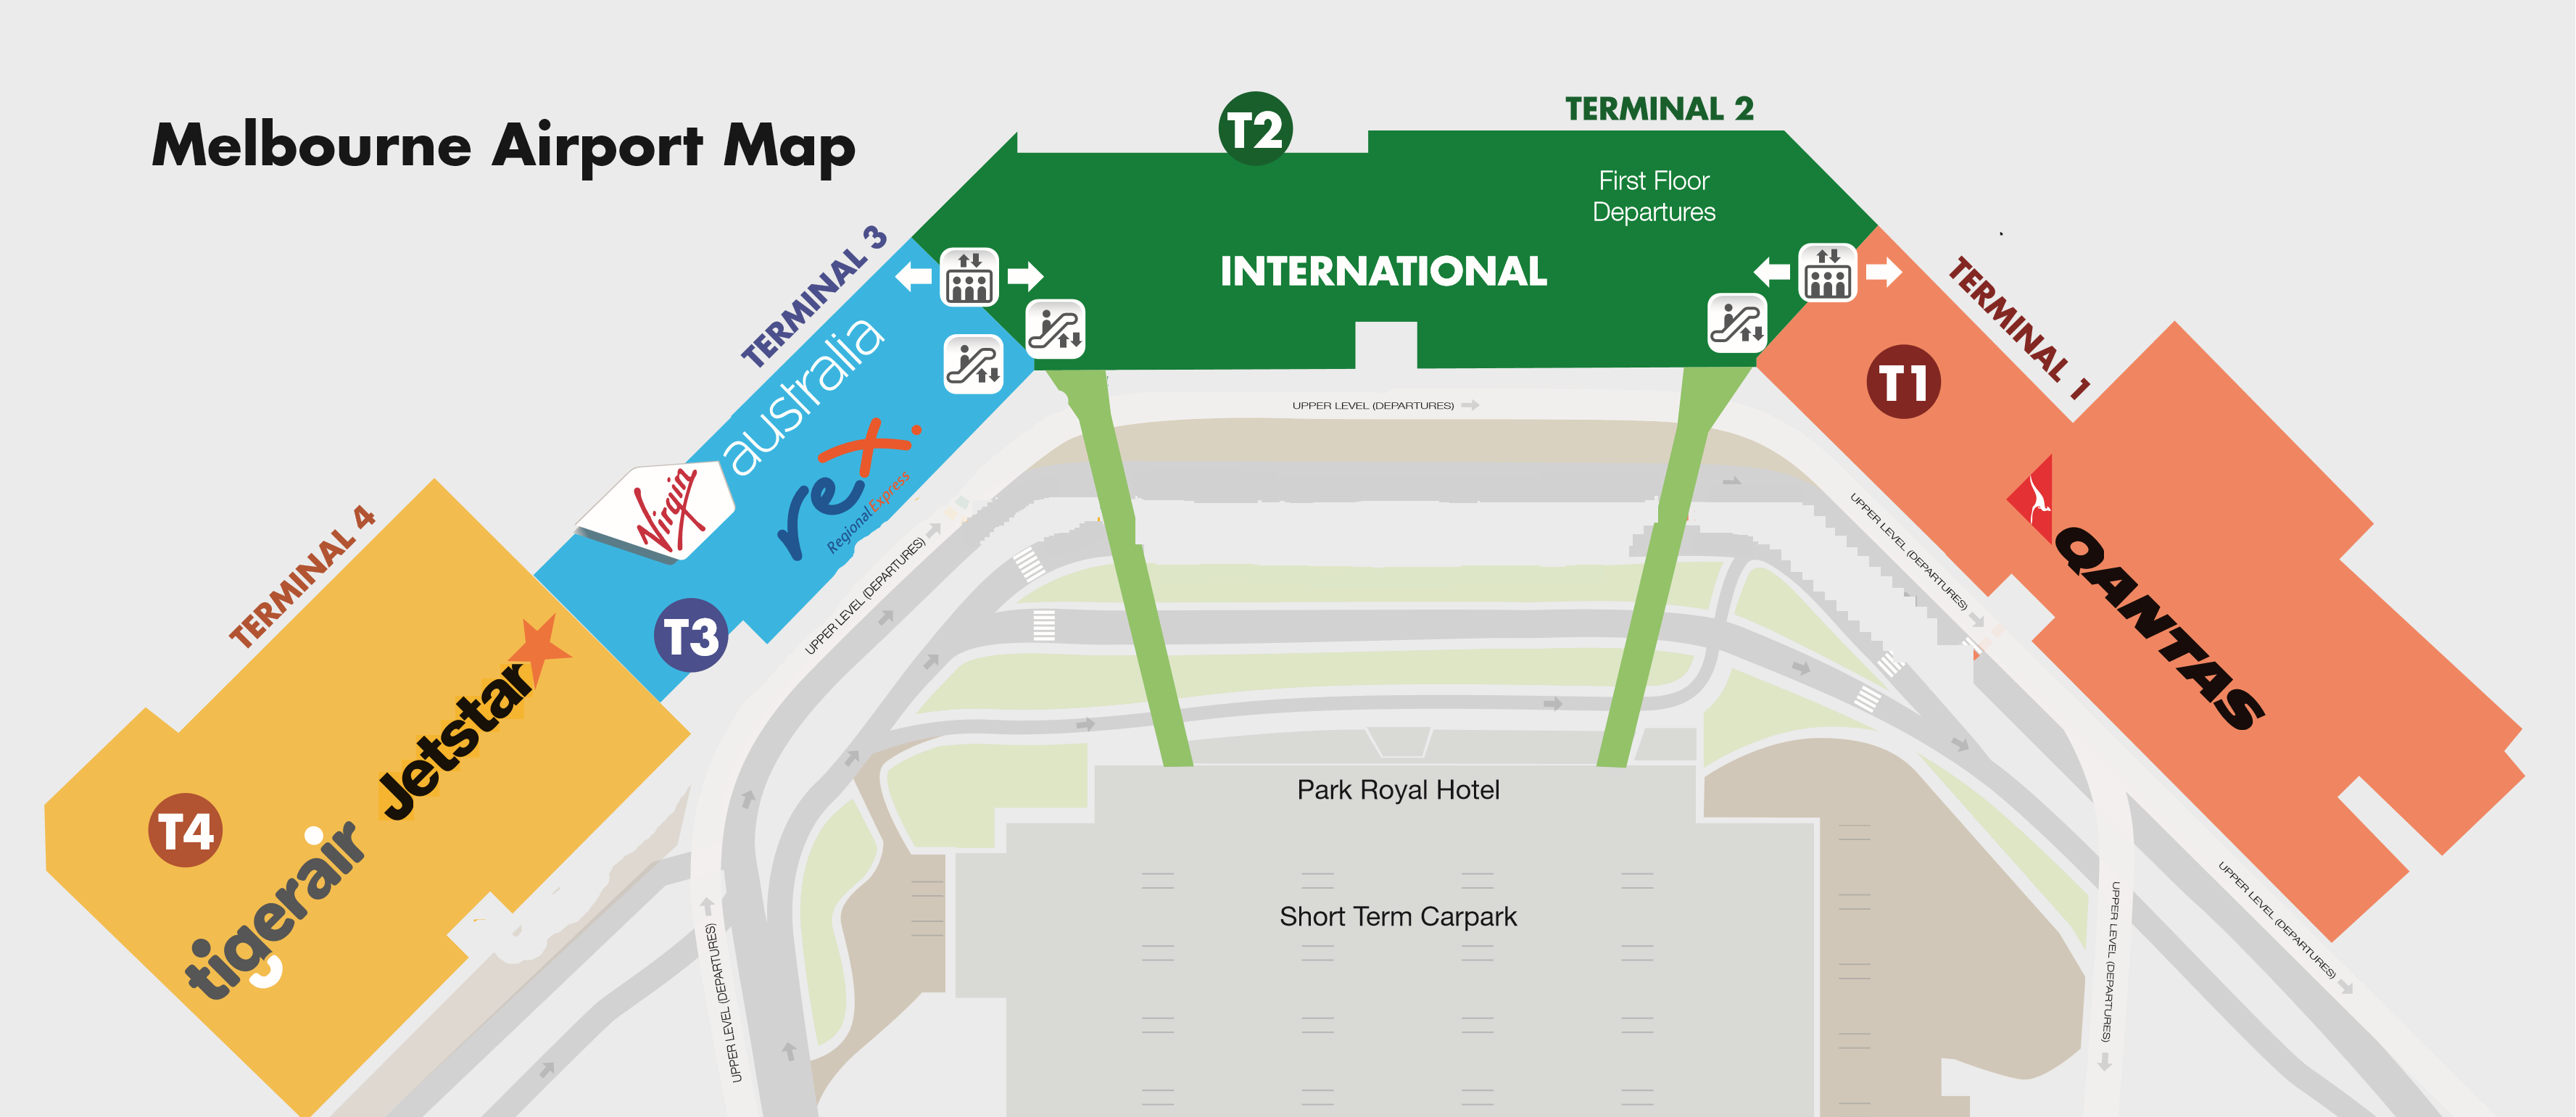 Melbourne Airport Map
T2
TERMINAL 2
First Floor
Departures
INTERNATIONAL
TERMINAL 3
australia
Virgin
rex.
Regional Express
T3
TERMINAL 1
T1
QANTAS
TERMINAL 4
Jetstar
T4
tigerair
UPPER LEVEL (DEPARTURES)
UPPER LEVEL (DEPARTURES)
UPPER LEVEL (DEPARTURES)
UPPER LEVEL (DEPARTURES)
UPPER LEVEL (DEPARTURES)
UPPER LEVEL (DEPARTURES)
Park Royal Hotel
Short Term Carpark